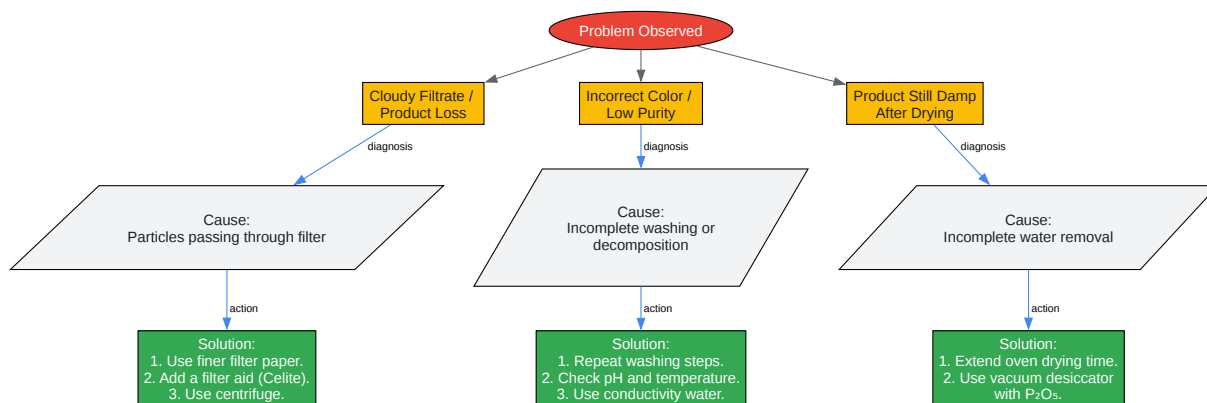 Problem Observed
Cloudy Filtrate /
Product Loss
Incorrect Color /
Low Purity
Product Still Damp
After Drying
diagnosis
diagnosis
diagnosis
Cause:
Particles passing through filter
Cause:
Incomplete washing or
decomposition
Cause:
Incomplete water removal
action
action
action
Solution:
1. Use finer filter paper.
2. Add a filter aid (Celite).
3. Use centrifuge.
Solution:
1. Repeat washing steps.
2. Check pH and temperature.
3. Use conductivity water.
Solution:
1. Extend oven drying time.
2. Use vacuum desiccator
with P₂O₅.